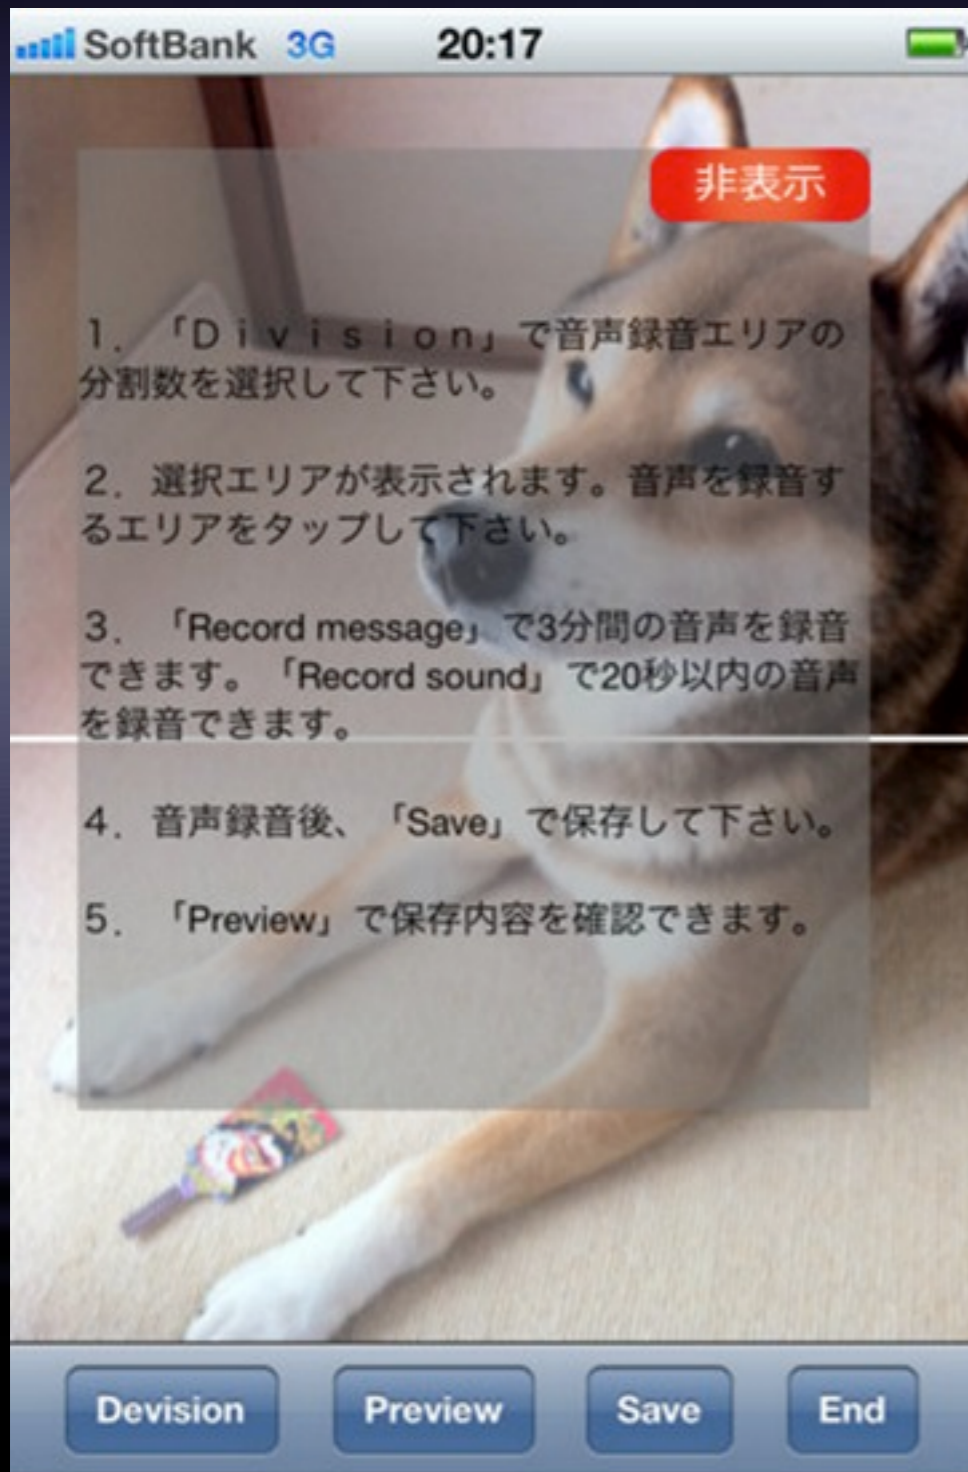 SoftBank 3G 20:17
非表示
1. 「Ｄｉｖｉｓｉｏｎ」で音声録音エリアの
分割数を選択して下さい。
2. 選択エリアが表示されます。音声を録音す
るエリアをタップして下さい。
3. 「Record message」で3分間の音声を録音
できます。「Record sound」で20秒以内の音声
を録音できます。
4. 音声録音後、「Save」で保存して下さい。
5. 「Preview」で保存内容を確認できます。
Devision Preview Save End